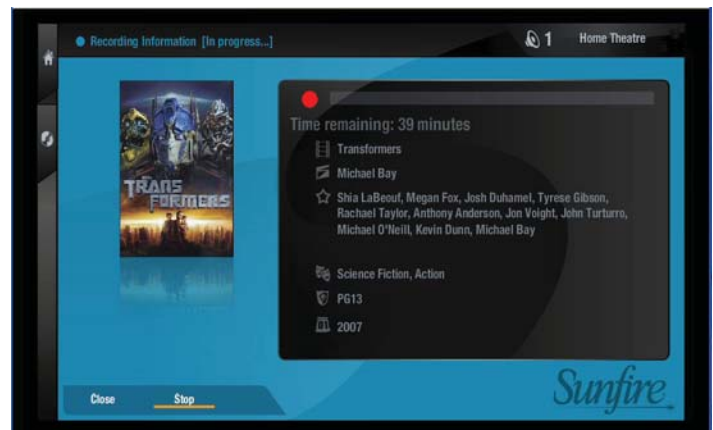 Recording Information [In progress...]
1 Home Theatre
TRANS
FORMERS
Time remaining: 39 minutes
Transformers
Michael Bay
Shia LaBeouf, Megan Fox, Josh Duhamel, Tyrese Gibson,
Rachael Taylor, Anthony Anderson, Jon Voight, John Turturro,
Michael O'Neill, Kevin Dunn, Michael Bay
Science Fiction, Action
PG13
2007
Close Stop
Sunfire